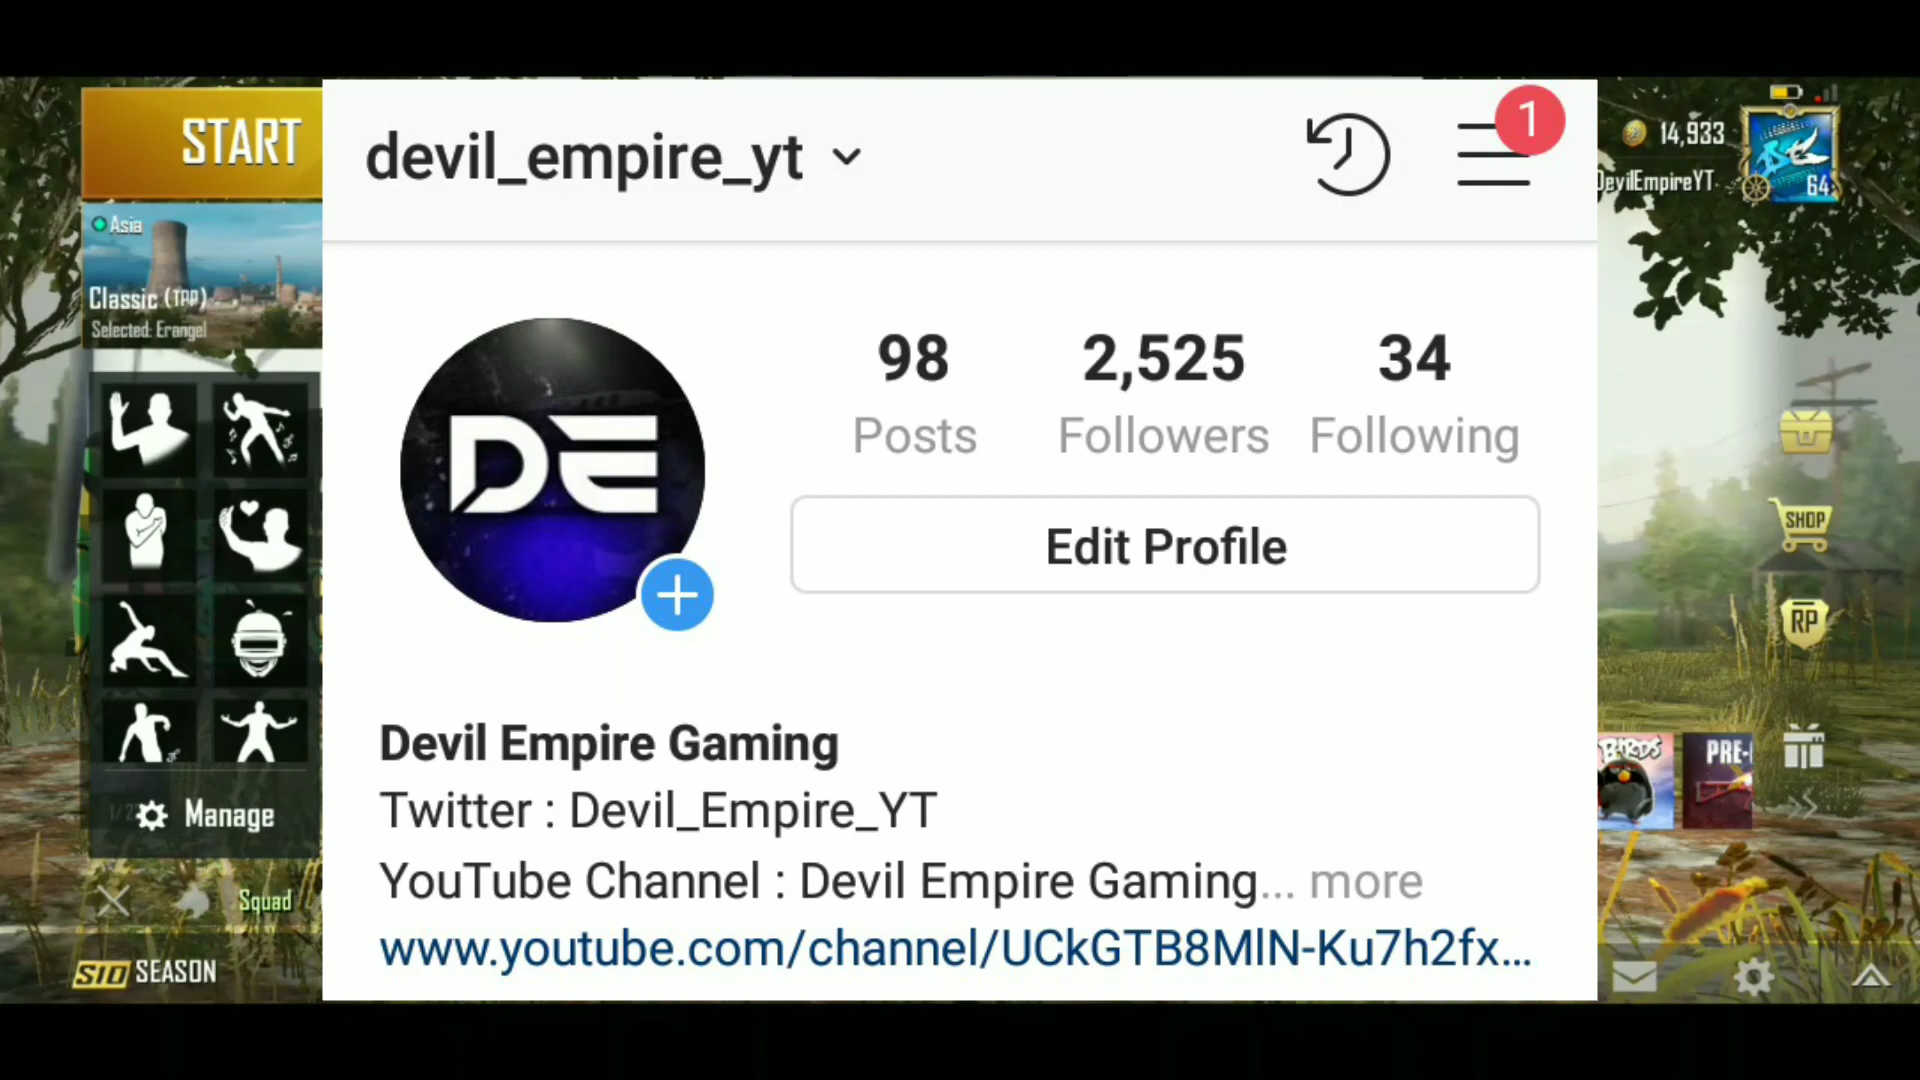 START
Asia
Classic (TPP)
Selected: Erangel
Manage
Squad
S10 SEASON
devil_empire_yt
1
DE
98
2,525
34
Posts
Followers
Following
Edit Profile
Devil Empire Gaming
Twitter : Devil_Empire_YT
YouTube Channel : Devil Empire Gaming... more
www.youtube.com/channel/UCkGTB8MlN-Ku7h2fx...
14,933
DevilEmpireYT
64
SHOP
RP
BIRDS
PRE-